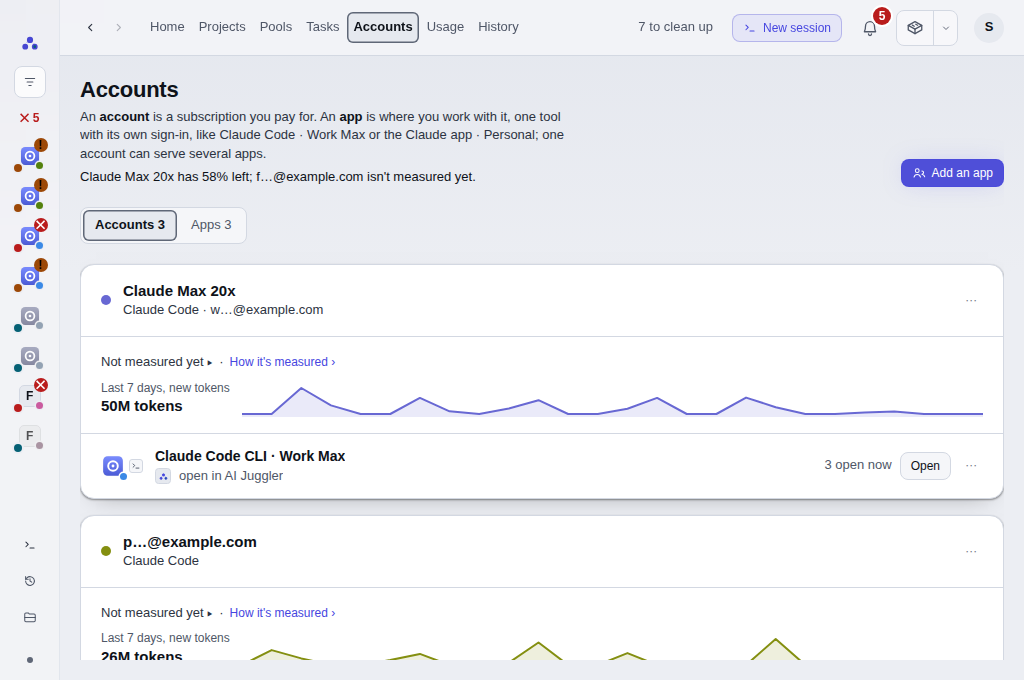 Home Projects Pools Tasks Accounts Usage History 7 to clean up New session 5 S
5
!
!
!
F
F
Accounts
An account is a subscription you pay for. An app is where you work with it, one tool
with its own sign-in, like Claude Code · Work Max or the Claude app · Personal; one
account can serve several apps.
Claude Max 20x has 58% left; f…@example.com isn't measured yet.
Add an app
Accounts 3 Apps 3
Claude Max 20x
Claude Code · w…@example.com
Not measured yet ▸ · How it's measured ›
Last 7 days, new tokens
50M tokens
Claude Code CLI · Work Max
open in AI Juggler
3 open now Open
p…@example.com
Claude Code
Not measured yet ▸ · How it's measured ›
Last 7 days, new tokens
26M tokens